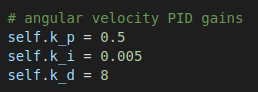 # angular velocity PID gains
self.k_p = 0.5
self.k_i = 0.005
self.k_d = 8